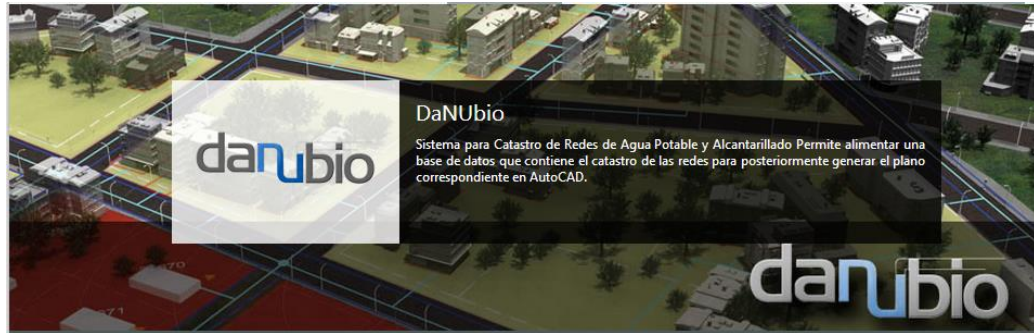 danubio
DaNUbio
Sistema para Catastro de Redes de Agua Potable y Alcantarillado Permite alimentar una
base de datos que contiene el catastro de las redes para posteriormente generar el plano
correspondiente en AutoCAD.
danubio